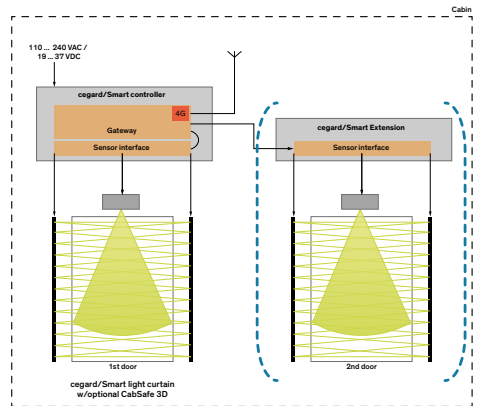 Cabin
110 ... 240 VAC /
19 ... 37 VDC
cegard/Smart controller
4G
Gateway
Sensor interface
cegard/Smart Extension
Sensor interface
1st door
2nd door
cegard/Smart light curtain
w/optional CabSafe 3D